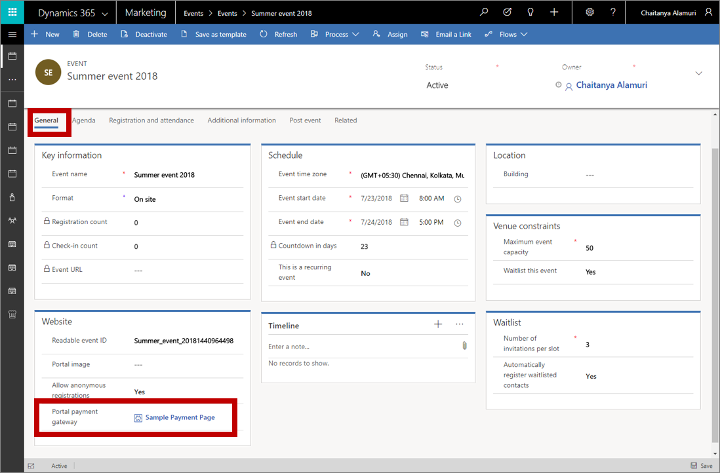 Dynamics 365 Marketing Events > Events > Summer event 2018 Chaitanya Alamuri
New Delete Deactivate Save as template Refresh Process Assign Email a Link Flows
SE
EVENT
Summer event 2018
Status *
Active
Owner *
Chaitanya Alamuri
General Agenda Registration and attendance Additional information Post event Related
Key information
Event name * Summer event 2018
Format * On site
Registration count 0
Check-in count 0
Event URL ---
Schedule
Event time zone * (GMT+05:30) Chennai, Kolkata, Mu
Event start date * 7/23/2018 8:00 AM
Event end date * 7/24/2018 5:00 PM
Countdown in days 23
This is a recurring
event No
Location
Building ---
Venue constraints
Maximum event
capacity * 50
Waitlist this event Yes
Website
Readable event ID Summer_event_20181440964498
Portal image ---
Allow anonymous
registrations Yes
Portal payment
gateway Sample Payment Page
Timeline
Enter a note...
No records to show.
Waitlist
Number of
invitations per slot * 3
Automatically
register waitlisted
contacts Yes
Active Save